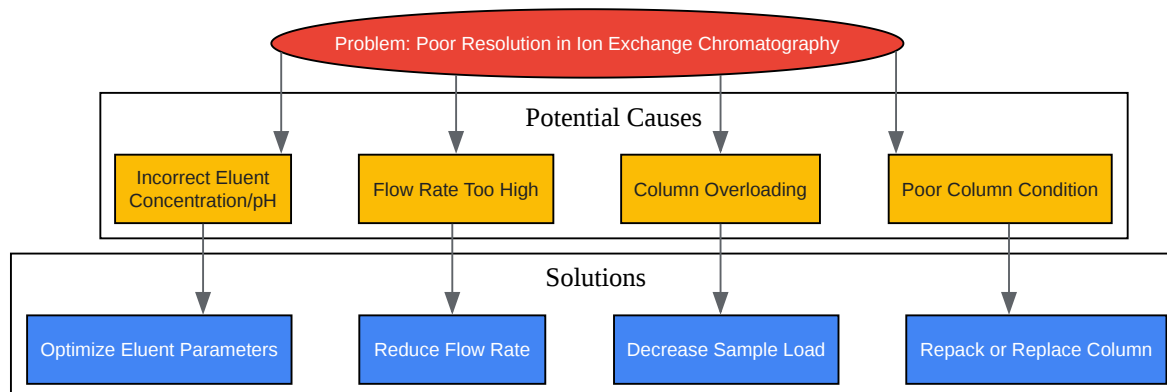 Problem: Poor Resolution in Ion Exchange Chromatography
Potential Causes
Incorrect Eluent
Concentration/pH
Flow Rate Too High
Column Overloading
Poor Column Condition
Solutions
Optimize Eluent Parameters
Reduce Flow Rate
Decrease Sample Load
Repack or Replace Column